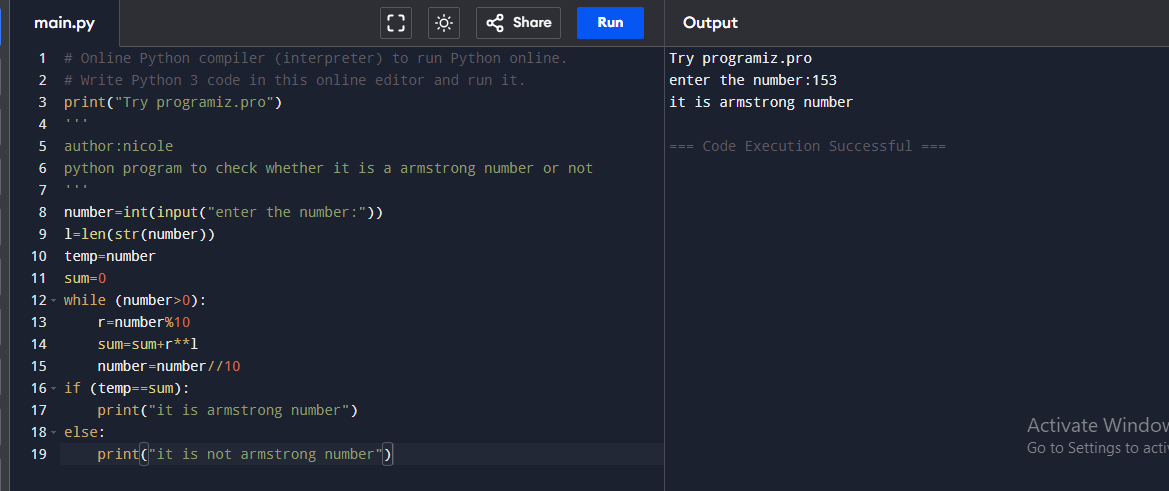 main.py
Share
Run
Output
1 # Online Python compiler (interpreter) to run Python online.
2 # Write Python 3 code in this online editor and run it.
3 print("Try programiz.pro")
4 '''
5 author:nicole
6 python program to check whether it is a armstrong number or not
7 '''
8 number=int(input("enter the number:"))
9 l=len(str(number))
10 temp=number
11 sum=0
12 while (number>0):
13     r=number%10
14     sum=sum+r**l
15     number=number//10
16 if (temp==sum):
17     print("it is armstrong number")
18 else:
19     print("it is not armstrong number")
Try programiz.pro
enter the number:153
it is armstrong number
=== Code Execution Successful ===
Activate Window
Go to Settings to acti